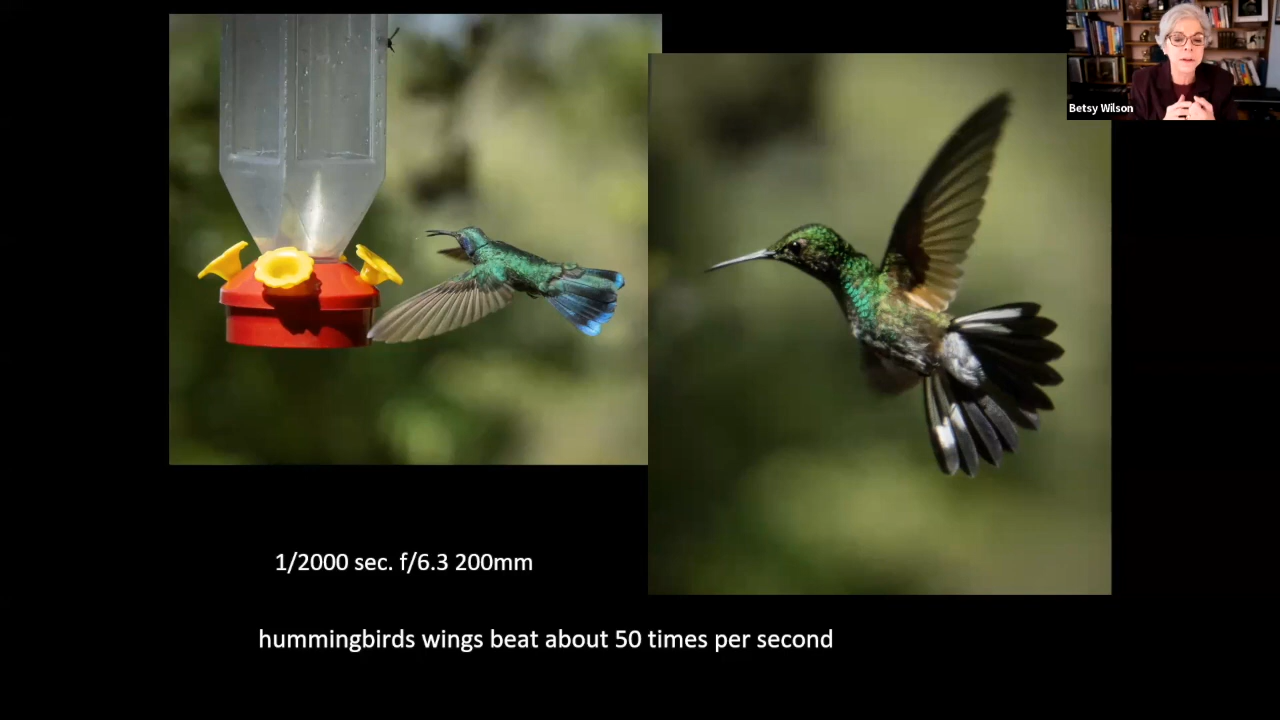 Betsy Wilson
1/2000 sec. f/6.3 200mm
hummingbirds wings beat about 50 times per second